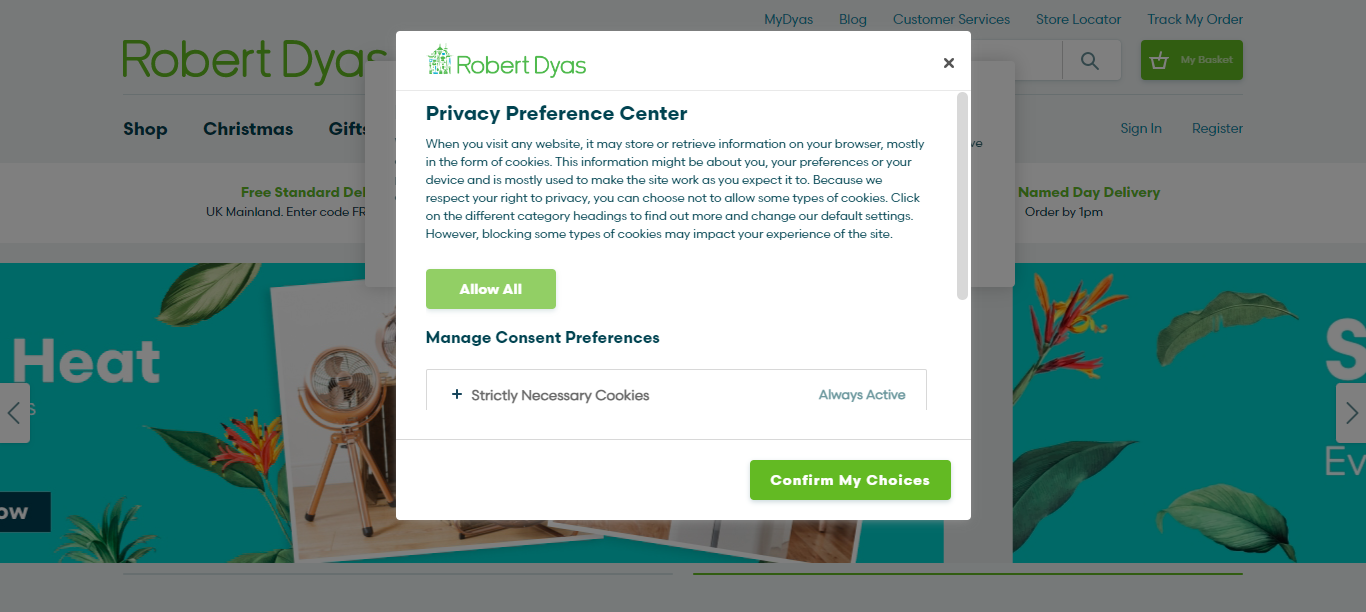 MyDyas Blog Customer Services Store Locator Track My Order
Robert Dyas
My Basket
Shop Christmas Gifts
Sign In Register
Free Standard Del
UK Mainland. Enter code FR
Named Day Delivery
Order by 1pm
Robert Dyas
Privacy Preference Center
When you visit any website, it may store or retrieve information on your browser, mostly
in the form of cookies. This information might be about you, your preferences or your
device and is mostly used to make the site work as you expect it to. Because we
respect your right to privacy, you can choose not to allow some types of cookies. Click
on the different category headings to find out more and change our default settings.
However, blocking some types of cookies may impact your experience of the site.
Allow All
Manage Consent Preferences
+ Strictly Necessary Cookies Always Active
Confirm My Choices
Heat
s
ow
S
Ev